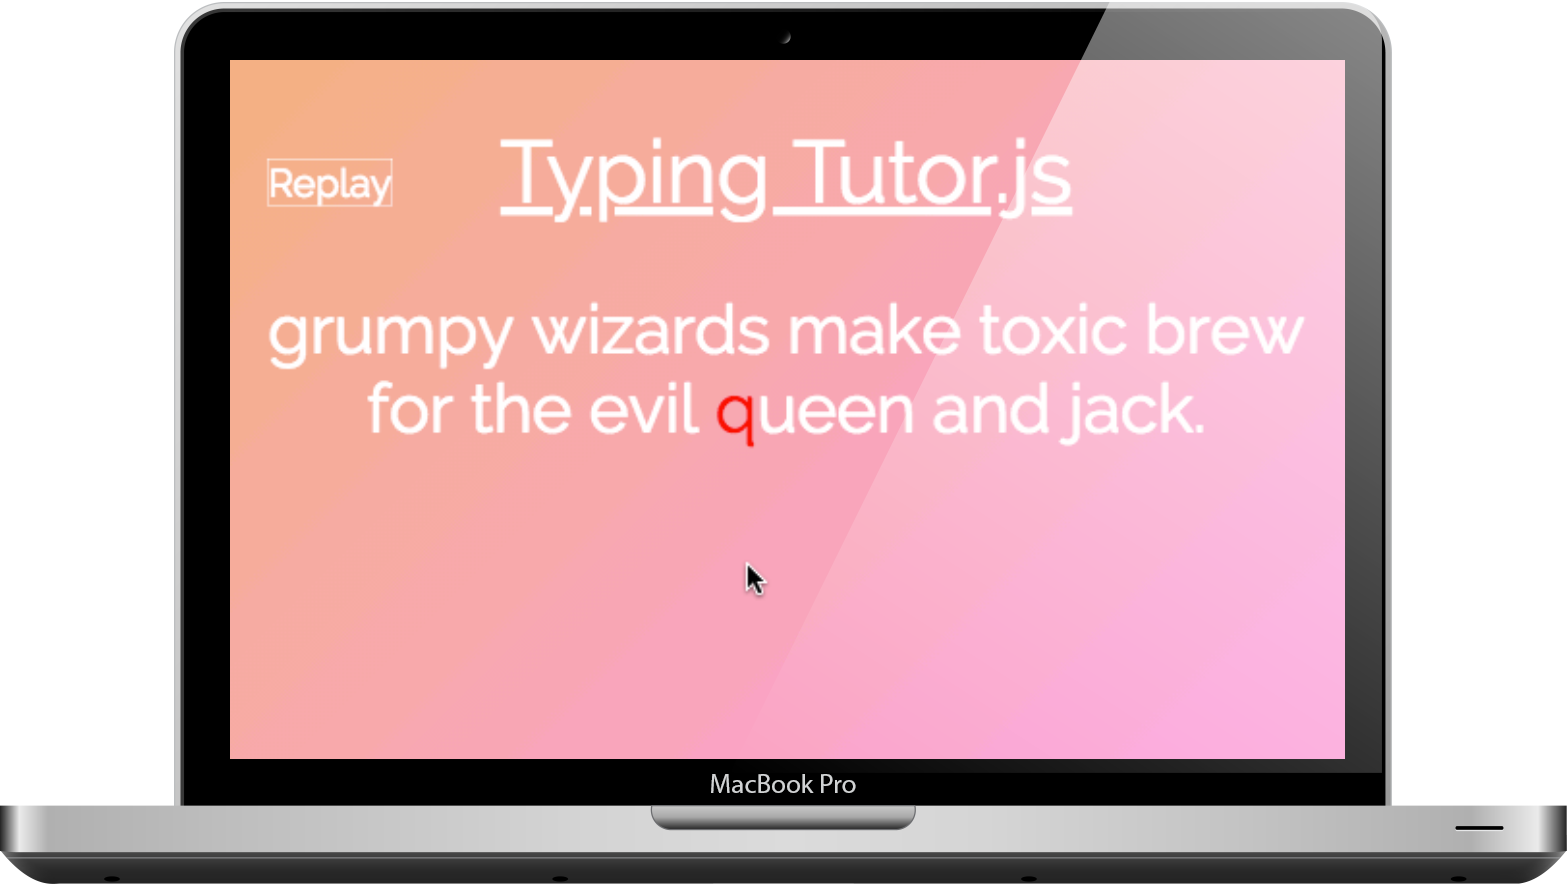 Typing Tutor.js
Replay
grumpy wizards make toxic brew
for the evil queen and jack.
MacBook Pro